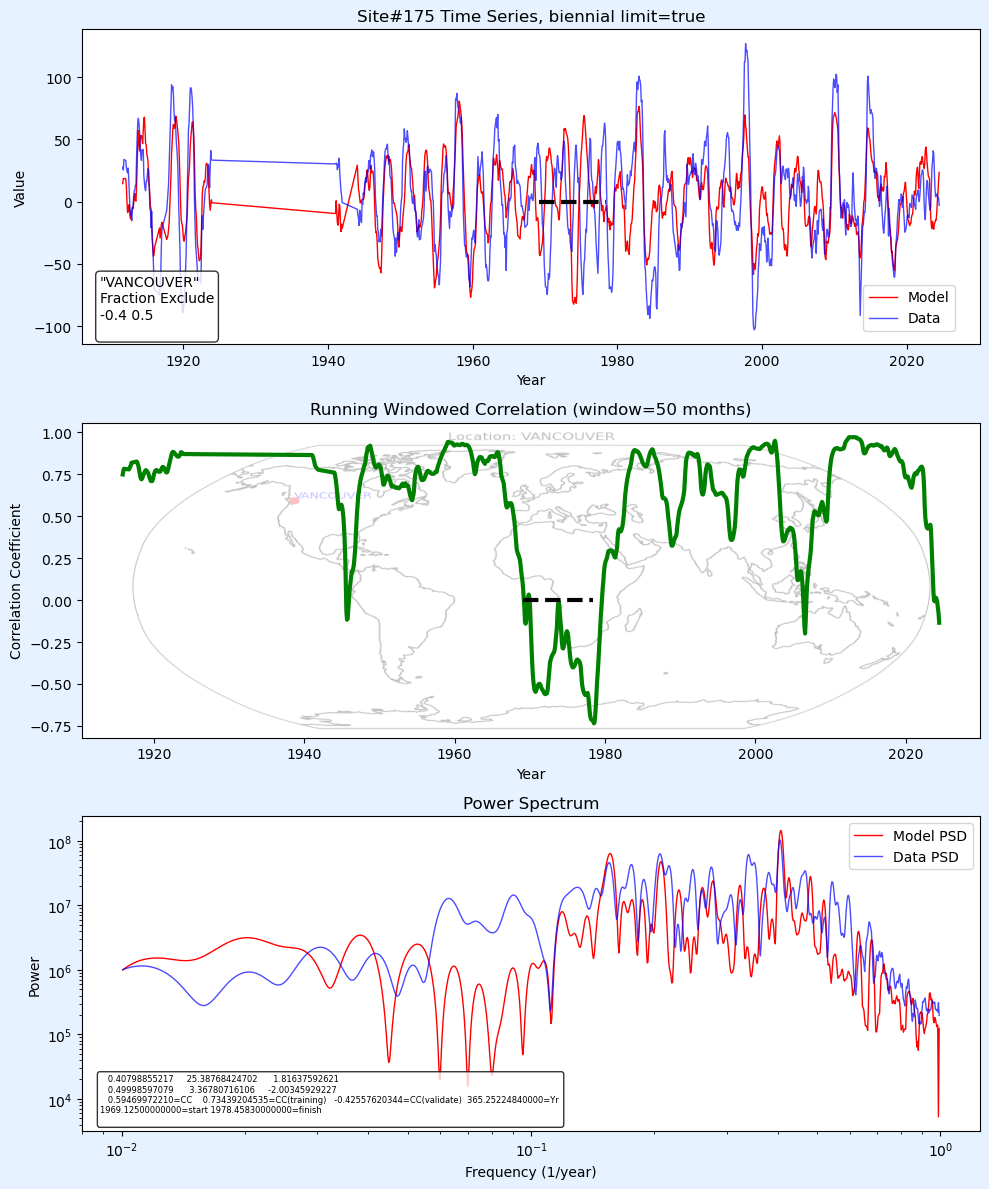 Site#175 Time Series, biennial limit=true
100
50
0
−50
−100
Value
"VANCOUVER"
Fraction Exclude
-0.4 0.5
Model
Data
1920
1940
1960
1980
2000
2020
Year
Running Windowed Correlation (window=50 months)
Location: VANCOUVER
VANCOUVER
1.00
0.75
0.50
0.25
0.00
−0.25
−0.50
−0.75
Correlation Coefficient
1920
1940
1960
1980
2000
2020
Year
Power Spectrum
Model PSD
Data PSD
10⁸
10⁷
10⁶
10⁵
10⁴
Power
0.40798855217 25.38768424702 1.81637592621
0.49998597079 3.36780716106 -2.00345929227
0.59469972210=CC 0.73439204535=CC(training) -0.42557620344=CC(validate) 365.25224840000=Yr
1969.12500000000=start 1978.45830000000=finish
10⁻²
10⁻¹
10⁰
Frequency (1/year)